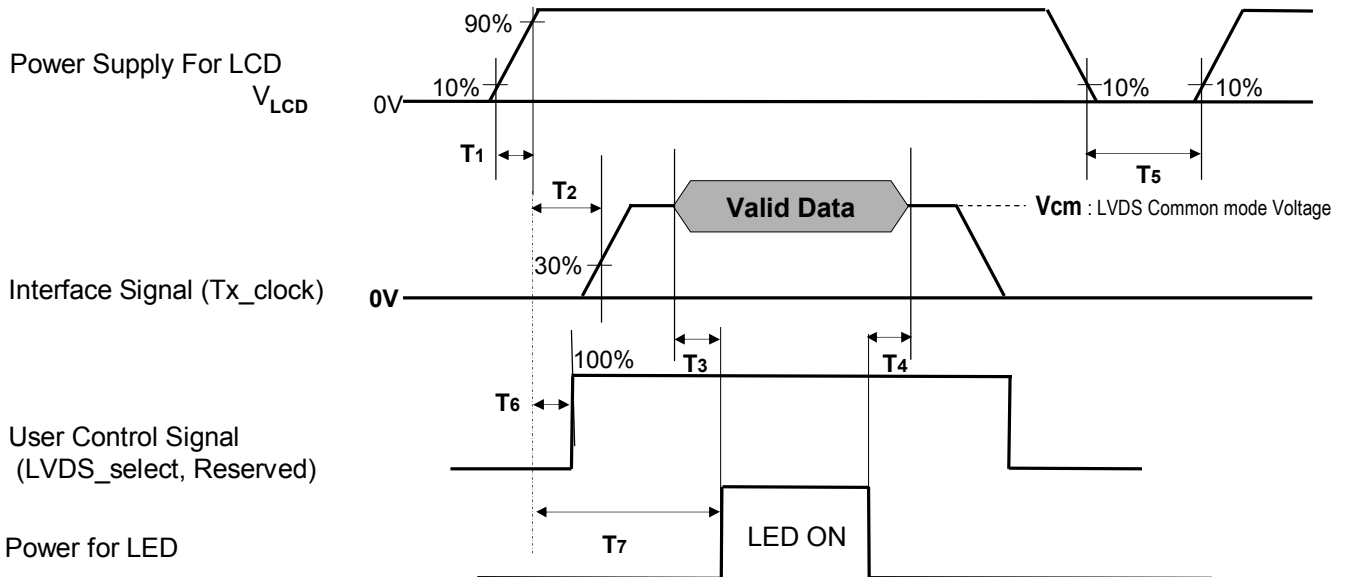 90%
Power Supply For LCD
VLCD
10%
0V
10%
10%
T1
T2
T5
Valid Data
Vcm : LVDS Common mode Voltage
30%
Interface Signal (Tx_clock)
0V
100%
T3
T4
T6
User Control Signal
(LVDS_select, Reserved)
Power for LED
T7
LED ON